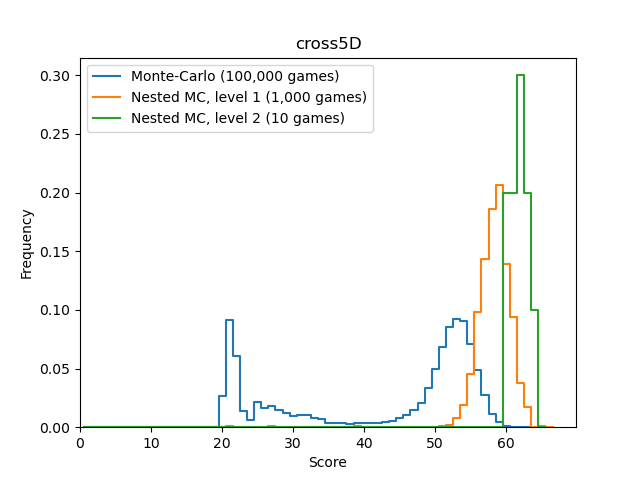 cross5D
Monte-Carlo (100,000 games)
Nested MC, level 1 (1,000 games)
Nested MC, level 2 (10 games)
Frequency
0.30
0.25
0.20
0.15
0.10
0.05
0.00
0 10 20 30 40 50 60
Score